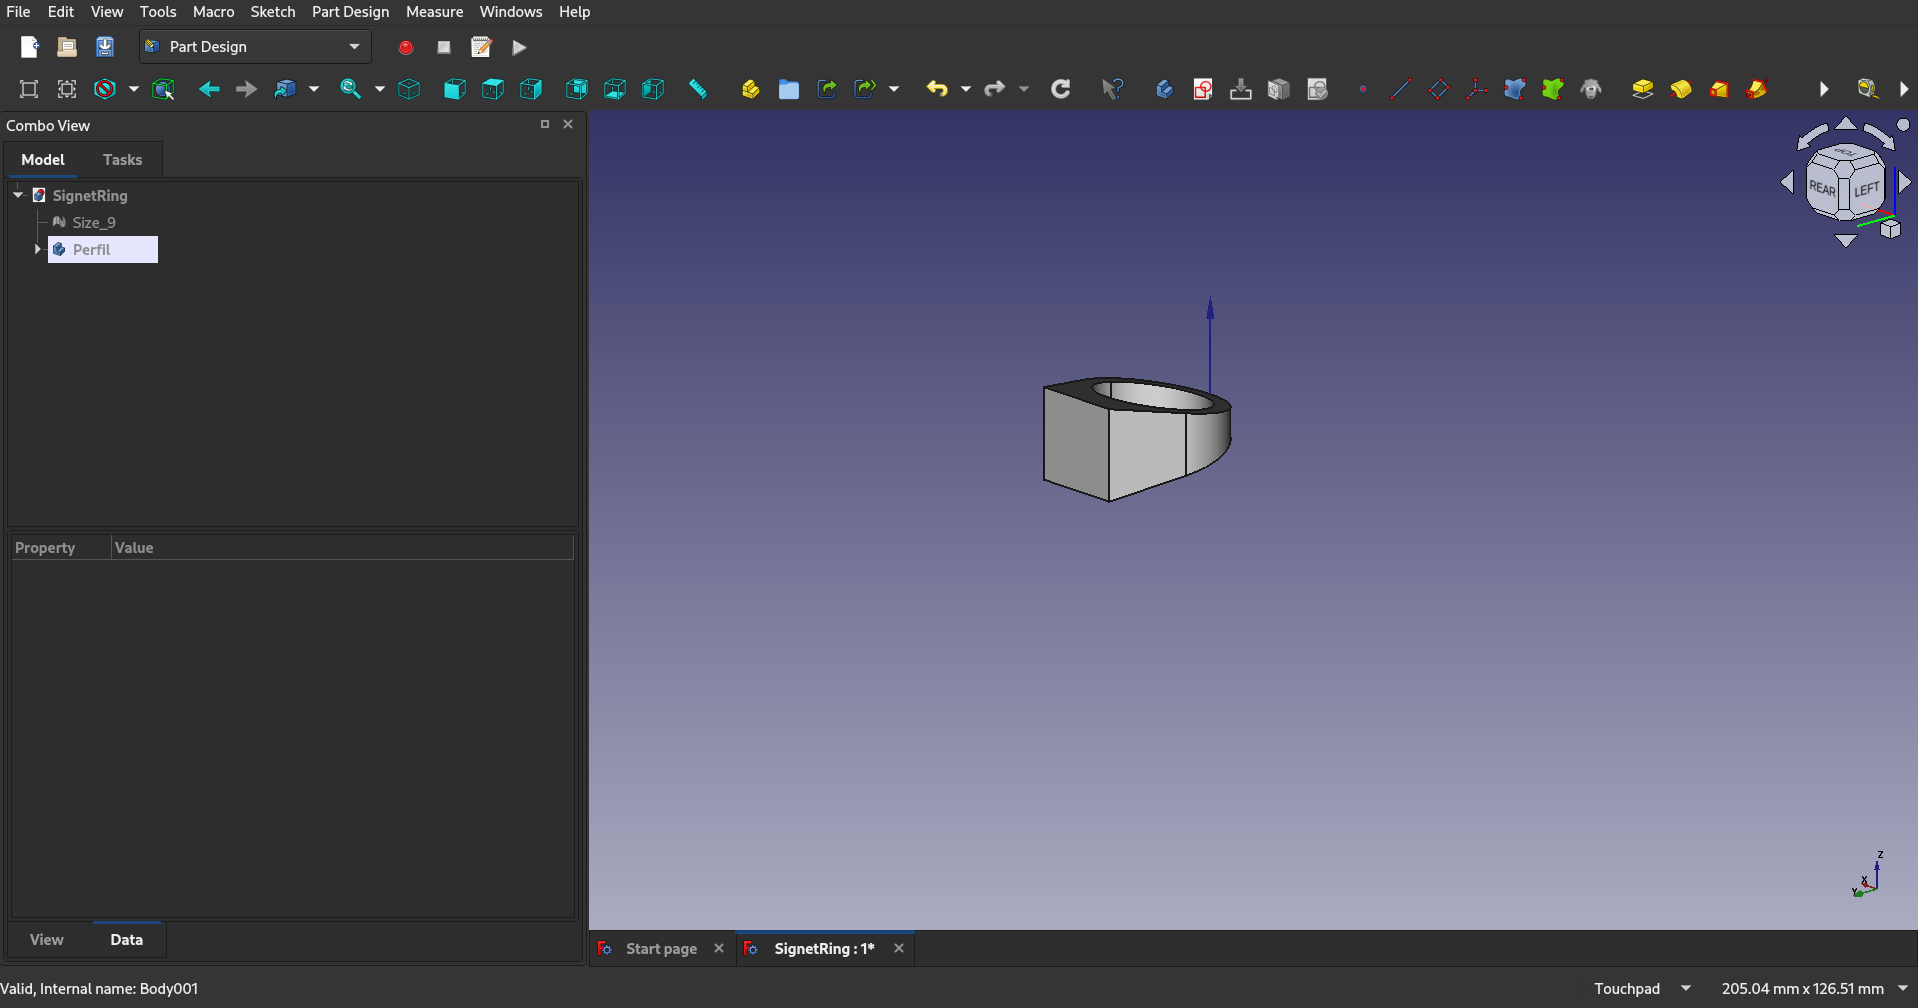 File Edit View Tools Macro Sketch Part Design Measure Windows Help
Part Design
Combo View
Model Tasks
SignetRing
Size_9
Perfil
Property Value
View Data
TOP
REAR LEFT
Z
X
Y
Start page SignetRing : 1*
Valid, Internal name: Body001 Touchpad 205.04 mm x 126.51 mm